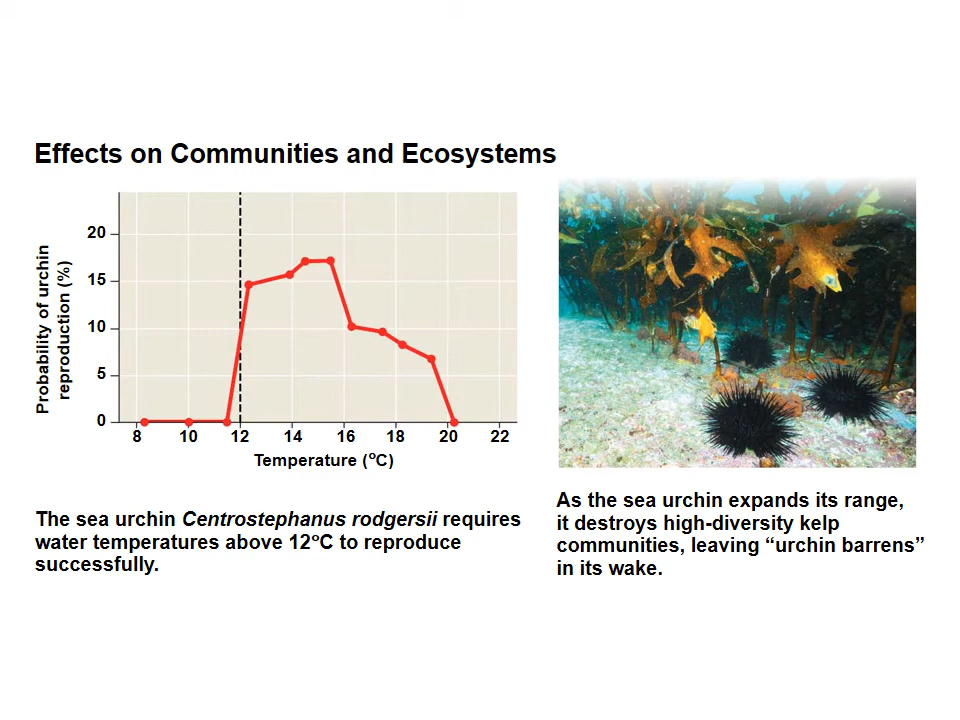 Effects on Communities and Ecosystems
Probability of urchin
reproduction (%)
20
15
10
5
0
8 10 12 14 16 18 20 22
Temperature (°C)
The sea urchin Centrostephanus rodgersii requires
water temperatures above 12°C to reproduce
successfully.
As the sea urchin expands its range,
it destroys high-diversity kelp
communities, leaving “urchin barrens”
in its wake.